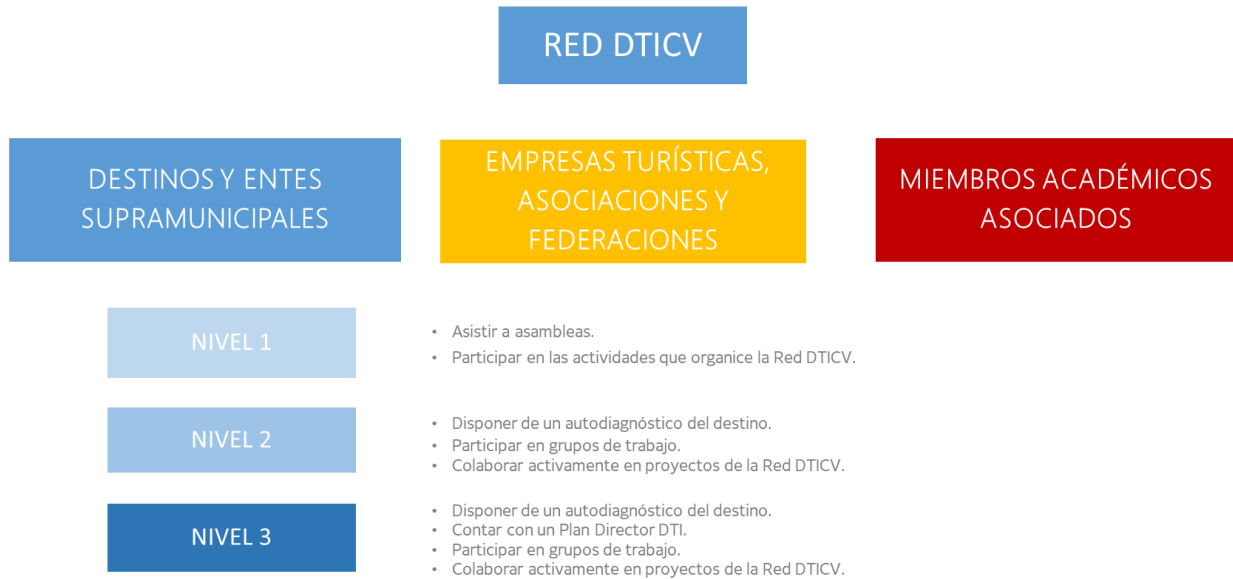 RED DTICV
DESTINOS Y ENTES
SUPRAMUNICIPALES
EMPRESAS TURÍSTICAS,
ASOCIACIONES Y
FEDERACIONES
MIEMBROS ACADÉMICOS
ASOCIADOS
NIVEL 1
• Asistir a asambleas.
• Participar en las actividades que organice la Red DTICV.
NIVEL 2
• Disponer de un autodiagnóstico del destino.
• Participar en grupos de trabajo.
• Colaborar activamente en proyectos de la Red DTICV.
NIVEL 3
• Disponer de un autodiagnóstico del destino.
• Contar con un Plan Director DTI.
• Participar en grupos de trabajo.
• Colaborar activamente en proyectos de la Red DTICV.